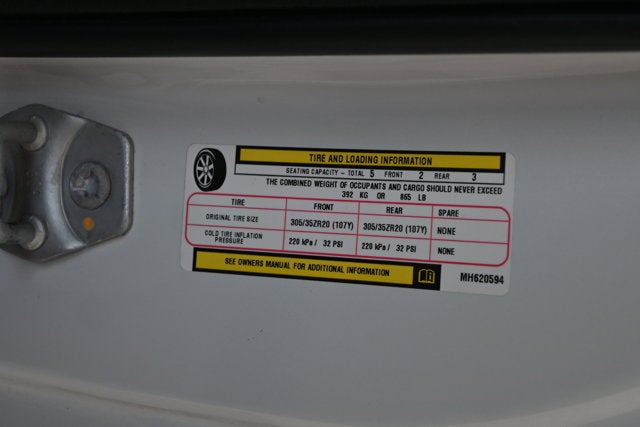 TIRE AND LOADING INFORMATION
SEATING CAPACITY - TOTAL 5 FRONT 2 REAR 3
THE COMBINED WEIGHT OF OCCUPANTS AND CARGO SHOULD NEVER EXCEED
392 KG OR 865 LB
TIRE FRONT REAR SPARE
ORIGINAL TIRE SIZE 305/35ZR20 (107Y) 305/35ZR20 (107Y) NONE
COLD TIRE INFLATION
PRESSURE 220 kPa / 32 PSI 220 kPa / 32 PSI NONE
SEE OWNERS MANUAL FOR ADDITIONAL INFORMATION
MH620594